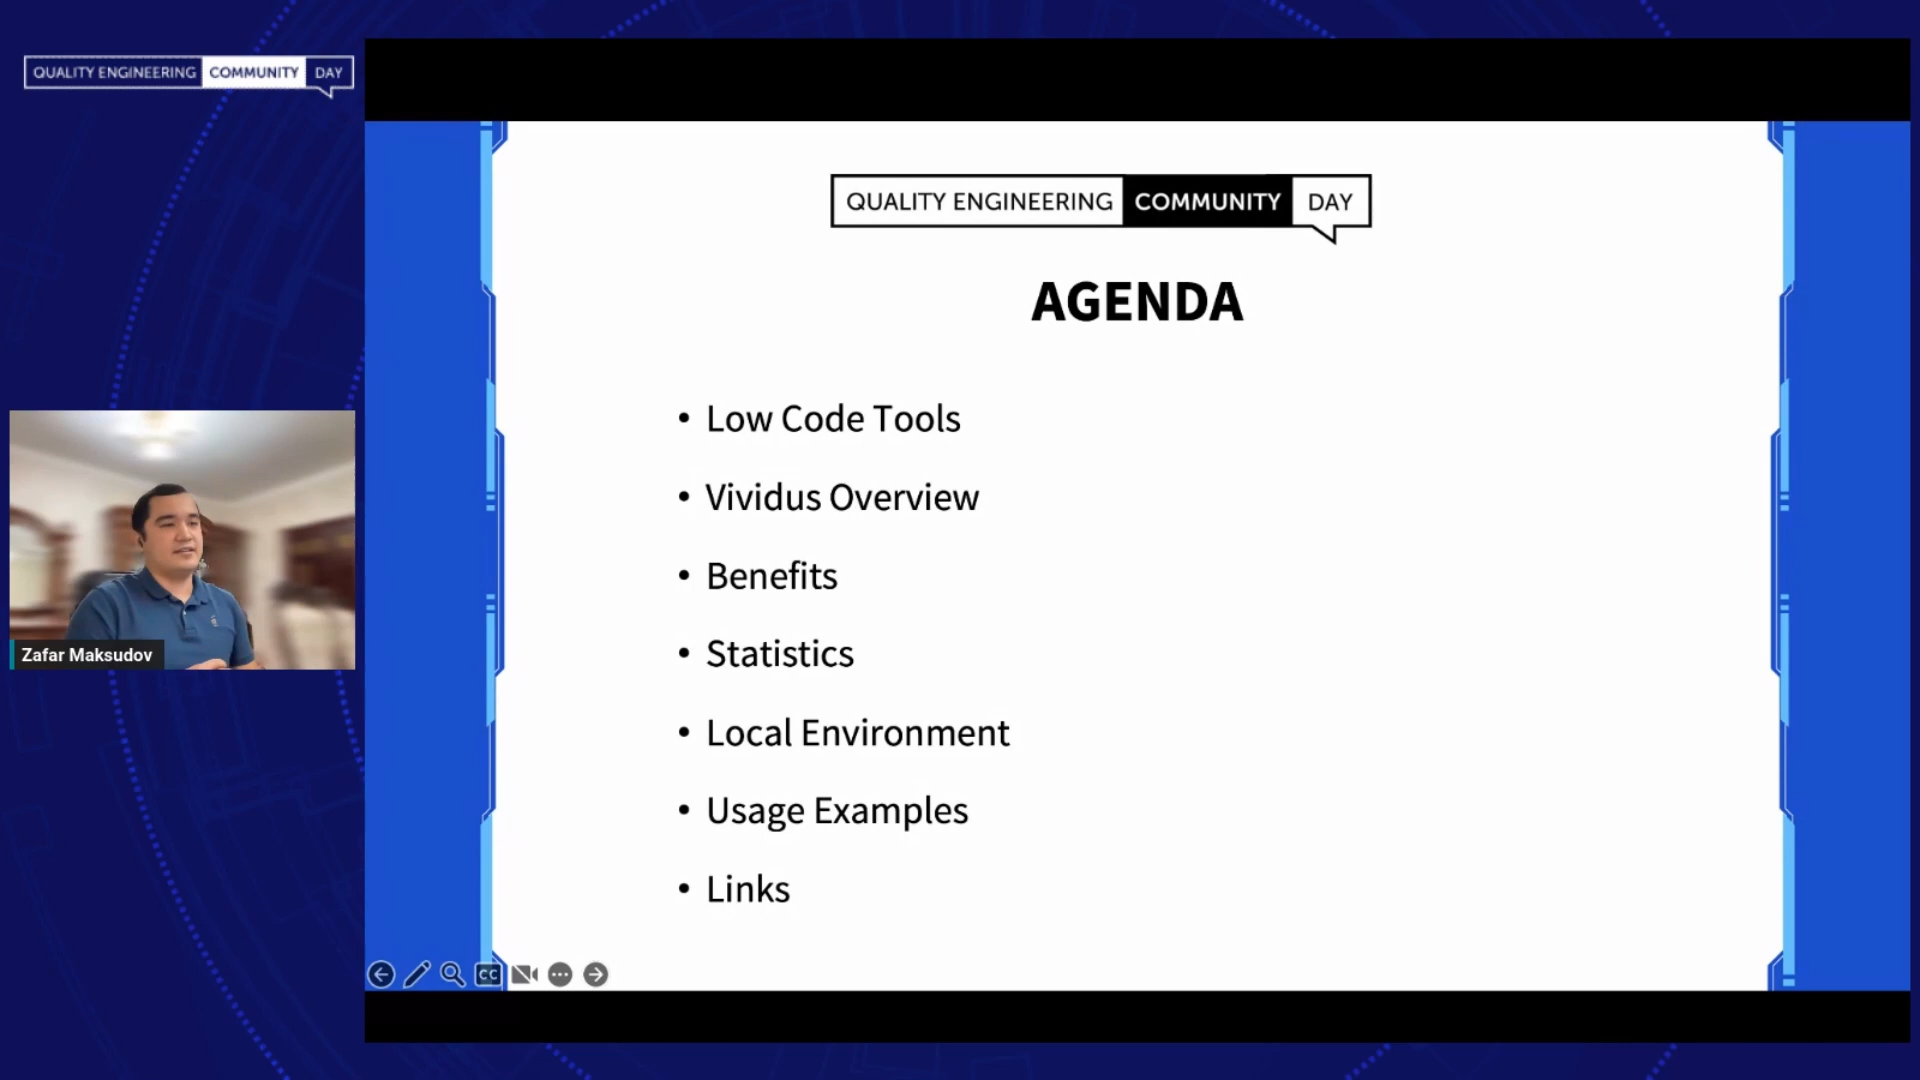 QUALITY ENGINEERING COMMUNITY DAY
QUALITY ENGINEERING COMMUNITY DAY
AGENDA
• Low Code Tools
• Vividus Overview
• Benefits
• Statistics
• Local Environment
• Usage Examples
• Links
Zafar Maksudov
CC